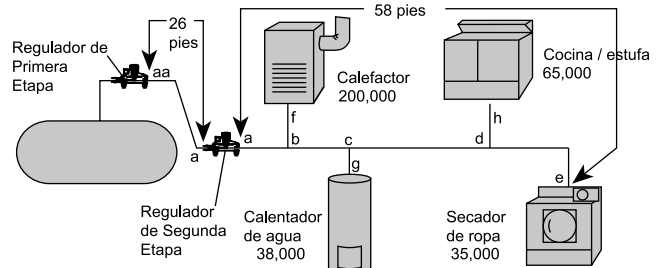 26
pies
58 pies
Regulador de
Primera
Etapa
aa
a
a
Calefactor
200,000
Cocina / estufa
65,000
f
h
b
c
d
g
e
Regulador
de Segunda
Etapa
Calentador
de agua
38,000
Secador
de ropa
35,000